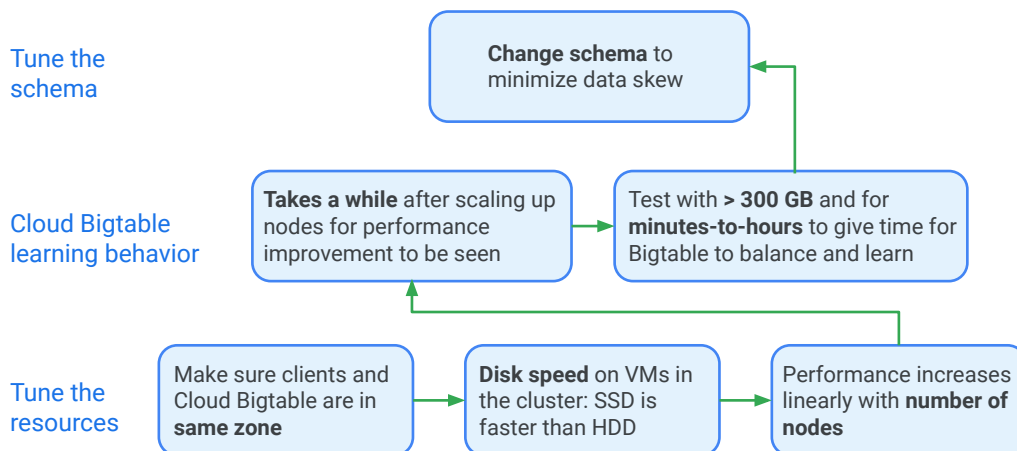 Tune the
schema
Change schema to
minimize data skew
Cloud Bigtable
learning behavior
Takes a while after scaling up
nodes for performance
improvement to be seen
Test with > 300 GB and for
minutes-to-hours to give time for
Bigtable to balance and learn
Tune the
resources
Make sure clients and
Cloud Bigtable are in
same zone
Disk speed on VMs in
the cluster: SSD is
faster than HDD
Performance increases
linearly with number of
nodes